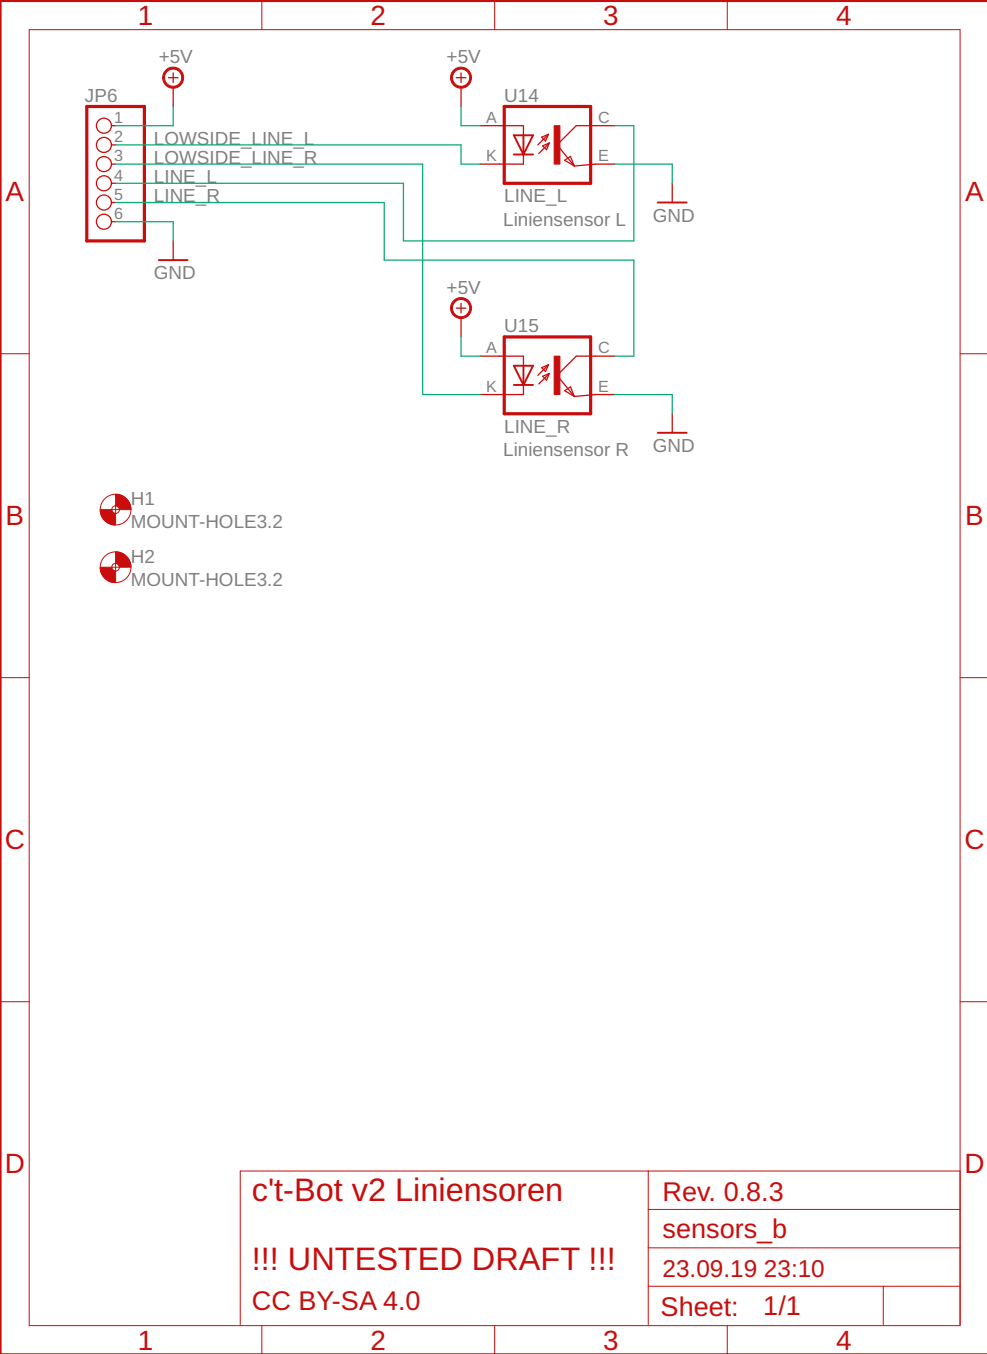 1 2 3 4
+5V
+5V
JP6
U14
1
2
3
4
5
6
LOWSIDE_LINE_L
LOWSIDE_LINE_R
LINE_L
LINE_R
A
K
C
E
A
A
LINE_L
Liniensensor L
GND
GND
+5V
U15
A
K
C
E
LINE_R
Liniensensor R
GND
H1
MOUNT-HOLE3.2
B
B
H2
MOUNT-HOLE3.2
C
C
D
D
c't-Bot v2 Liniensoren
!!! UNTESTED DRAFT !!!
CC BY-SA 4.0
Rev. 0.8.3
sensors_b
23.09.19 23:10
Sheet: 1/1
1 2 3 4